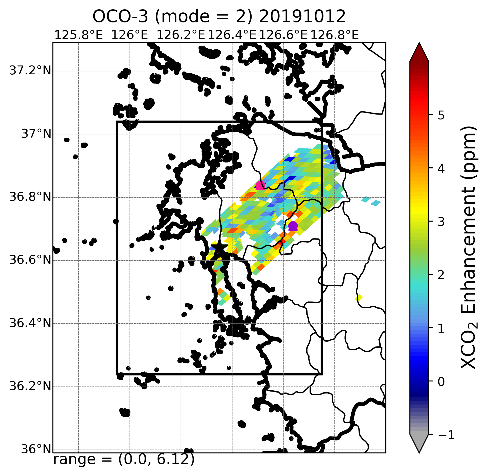 OCO-3 (mode = 2) 20191012
125.8°E 126°E 126.2°E 126.4°E 126.6°E 126.8°E
37.2°N
37°N
36.8°N
36.6°N
36.4°N
36.2°N
36°N
range = (0.0, 6.12)
5
4
3
2
1
0
−1
XCO₂ Enhancement (ppm)